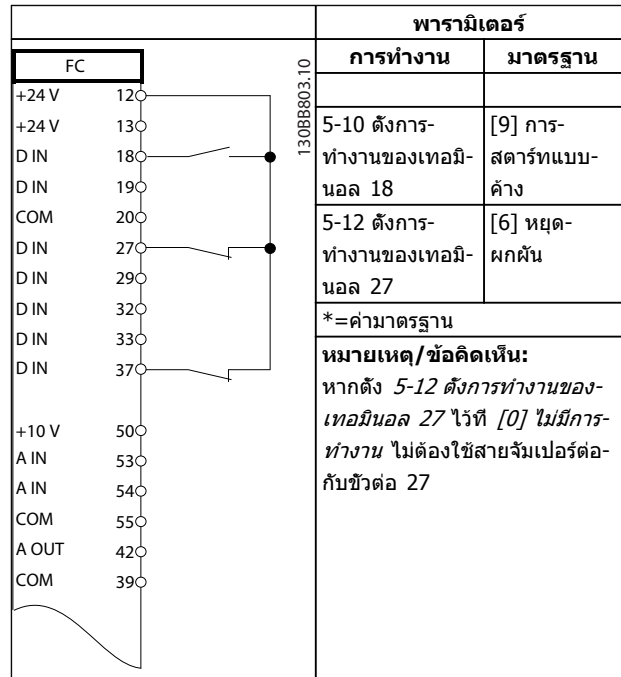 FC
+24 V 12
+24 V 13
D IN 18
D IN 19
COM 20
D IN 27
D IN 29
D IN 32
D IN 33
D IN 37
+10 V 50
A IN 53
A IN 54
COM 55
A OUT 42
COM 39
130BB803.10
พารามิเตอร์
การทำงาน มาตรฐาน
5-10 ตั้งการ- [9] การ-
ทำงานของเทอมิ- สตาร์ทแบบ-
นอล 18 ค้าง
5-12 ตั้งการ- [6] หยุด-
ทำงานของเทอมิ- ผกผัน
นอล 27
*=ค่ามาตรฐาน
หมายเหตุ/ข้อคิดเห็น:
หากตั้ง 5-12 ตั้งการทำงานของ-
เทอมินอล 27 ไว้ที่ [0] ไม่มีการ-
ทำงาน ไม่ต้องใช้สายจัมเปอร์ต่อ-
กับขั้วต่อ 27